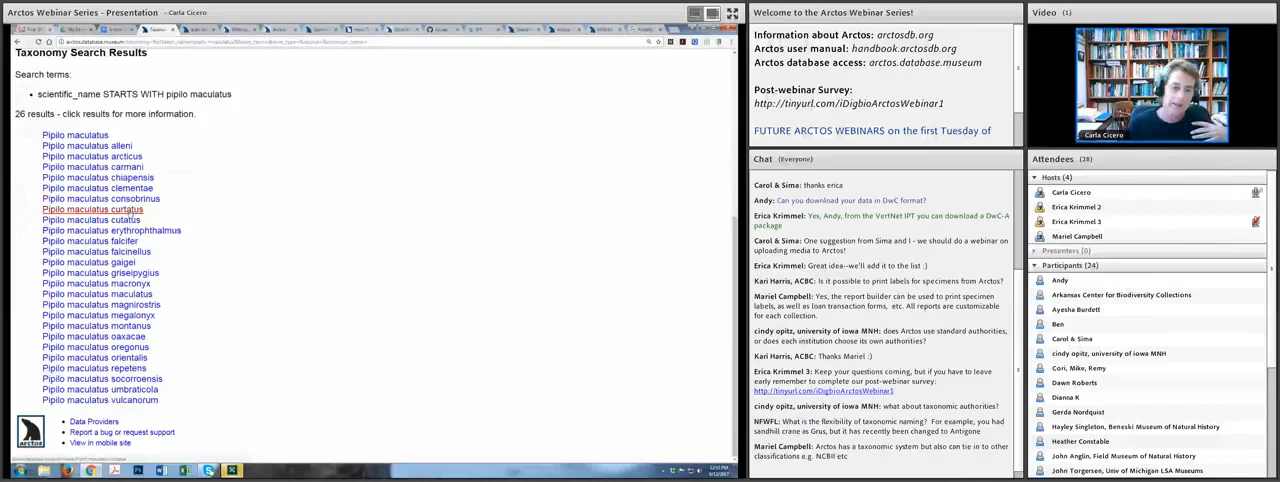 Arctos Webinar Series - Presentation - Carla Cicero
Taxonomy Search Results
Search terms:
• scientific_name STARTS WITH pipilo maculatus
26 results - click results for more information.
Pipilo maculatus
Pipilo maculatus alleni
Pipilo maculatus arcticus
Pipilo maculatus carmani
Pipilo maculatus chiapensis
Pipilo maculatus clementae
Pipilo maculatus consobrinus
Pipilo maculatus curtatus
Pipilo maculatus cutatus
Pipilo maculatus erythrophthalmus
Pipilo maculatus falcifer
Pipilo maculatus falcinellus
Pipilo maculatus gaigei
Pipilo maculatus griseipygius
Pipilo maculatus macronyx
Pipilo maculatus maculatus
Pipilo maculatus magnirostris
Pipilo maculatus megalonyx
Pipilo maculatus montanus
Pipilo maculatus oaxacae
Pipilo maculatus oregonus
Pipilo maculatus orientalis
Pipilo maculatus repetens
Pipilo maculatus socorroensis
Pipilo maculatus umbraticola
Pipilo maculatus vulcanorum
arctos
• Data Providers
• Report a bug or request support
• View in mobile site
12:52 PM
9/12/2017
Welcome to the Arctos Webinar Series!
Information about Arctos: arctosdb.org
Arctos user manual: handbook.arctosdb.org
Arctos database access: arctos.database.museum
Post-webinar Survey:
http://tinyurl.com/iDigbioArctosWebinar1
FUTURE ARCTOS WEBINARS on the first Tuesday of
Chat (Everyone)
Carol & Sima: thanks erica
Andy: Can you download your data in DwC format?
Erica Krimmel: Yes, Andy, from the VertNet IPT you can download a DwC-A
package
Carol & Sima: One suggestion from Sima and I - we should do a webinar on
uploading media to Arctos!
Erica Krimmel: Great idea--we'll add it to the list :)
Kari Harris, ACBC: Is it possible to print labels for specimens from Arctos?
Mariel Campbell: Yes, the report builder can be used to print specimen
labels, as well as loan transaction forms, etc. All reports are customizable
for each collection.
cindy opitz, university of iowa MNH: does Arctos use standard authorities,
or does each institution choose its own authorities?
Kari Harris, ACBC: Thanks Mariel :)
Erica Krimmel 3: Keep your questions coming, but if you have to leave
early remember to complete our post-webinar survey:
http://tinyurl.com/iDigbioArctosWebinar1
cindy opitz, university of iowa MNH: what about taxonomic authorities?
NFWFL: What is the flexibility of taxonomic naming? For example, you had
sandhill crane as Grus, but it has recently been changed to Antigone
Mariel Campbell: Arctos has a taxonomic system but also can tie in to other
classifications e.g. NCBII etc
Video (1)
Carla Cicero
Attendees (28)
Hosts (4)
Carla Cicero
Erica Krimmel 2
Erica Krimmel 3
Mariel Campbell
Presenters (0)
Participants (24)
Andy
Arkansas Center for Biodiversity Collections
Ayesha Burdett
Ben
Carol & Sima
cindy opitz, university of iowa MNH
Cori, Mike, Remy
Dawn Roberts
Dianna K
Gerda Nordquist
Hayley Singleton, Beneski Museum of Natural History
Heather Constable
John Anglin, Field Museum of Natural History
John Torgersen, Univ of Michigan LSA Museums